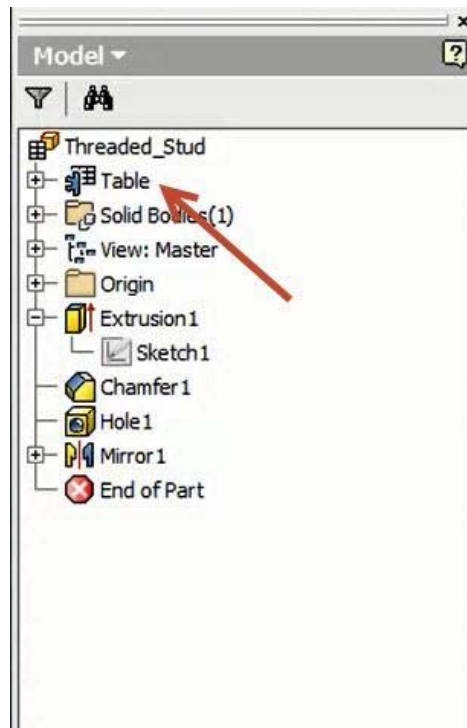 Model
Threaded_Stud
Table
Solid Bodies(1)
View: Master
Origin
Extrusion1
Sketch1
Chamfer1
Hole1
Mirror1
End of Part